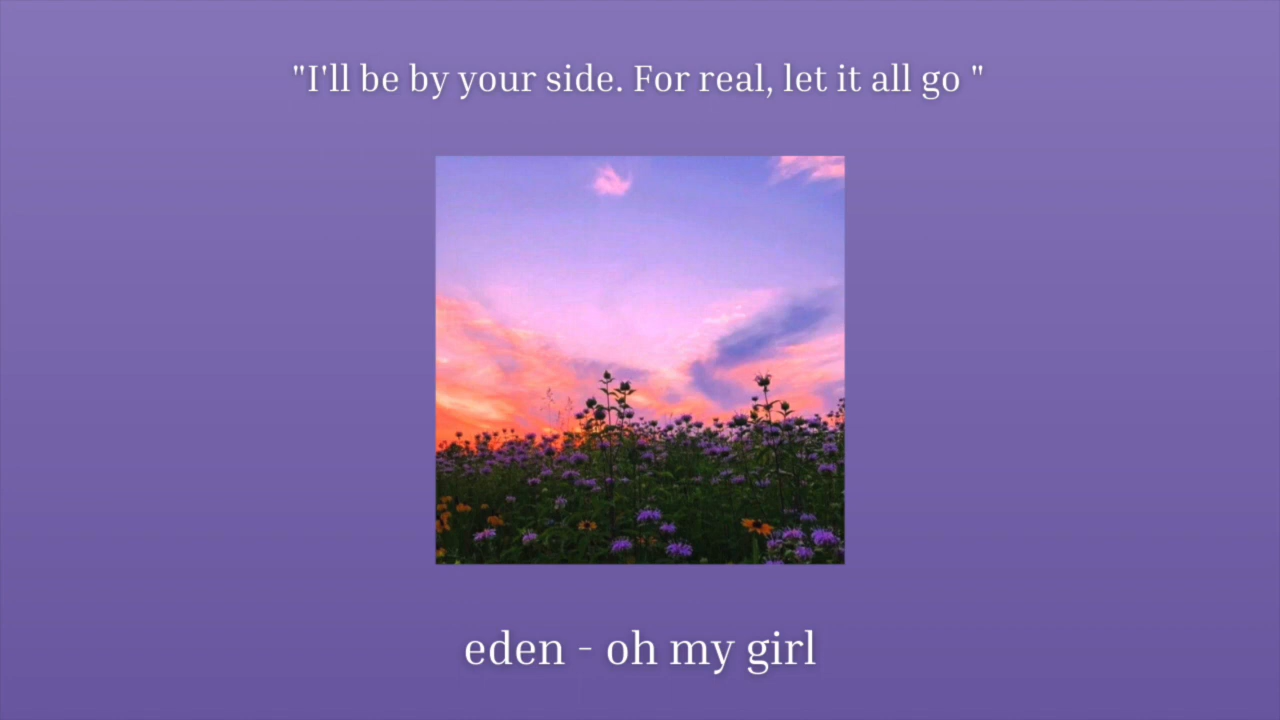 "I'll be by your side. For real, let it all go "
eden - oh my girl